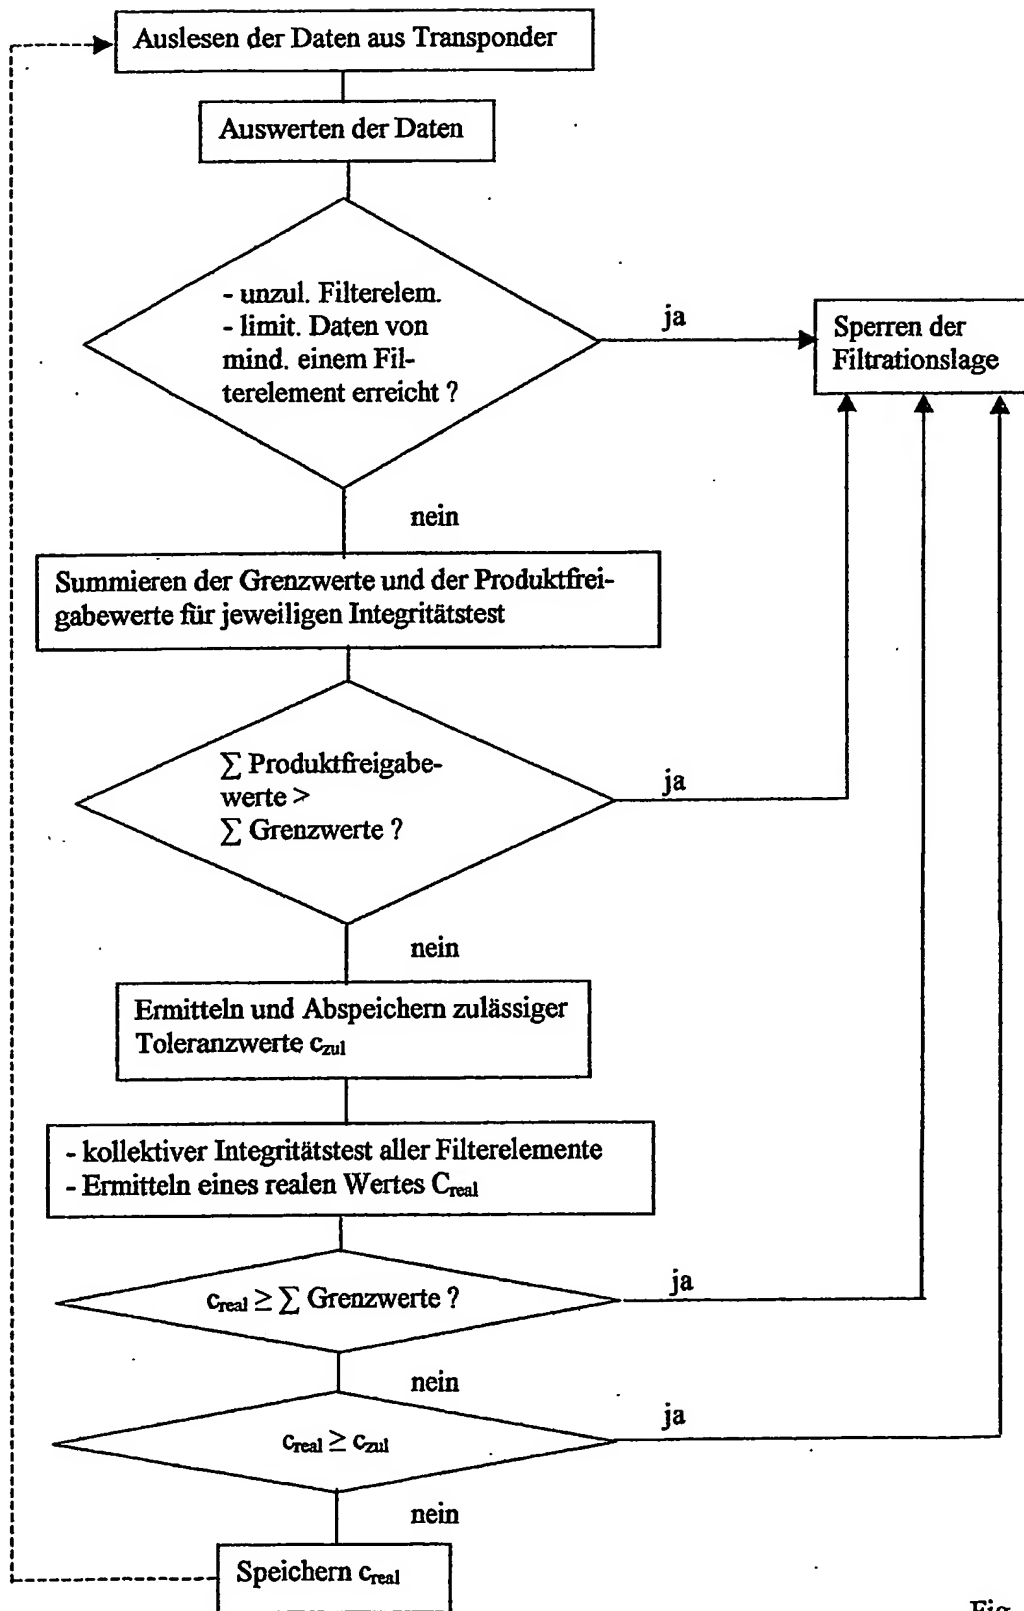 Auslesen der Daten aus Transponder
Auswerten der Daten
- unzul. Filterelem.
- limit. Daten von
mind. einem Fil-
terelement erreicht ?
ja
Sperren der
Filtrationslage
nein
Summieren der Grenzwerte und der Produktfrei-
gabewerte für jeweiligen Integritätstest
∑ Produktfreigabe-
werte >
∑ Grenzwerte ?
ja
nein
Ermitteln und Abspeichern zulässiger
Toleranzwerte czul
- kollektiver Integritätstest aller Filterelemente
- Ermitteln eines realen Wertes Creal
creal ≥ ∑ Grenzwerte ?
ja
nein
creal ≥ czul
ja
nein
Speichern creal
Fig